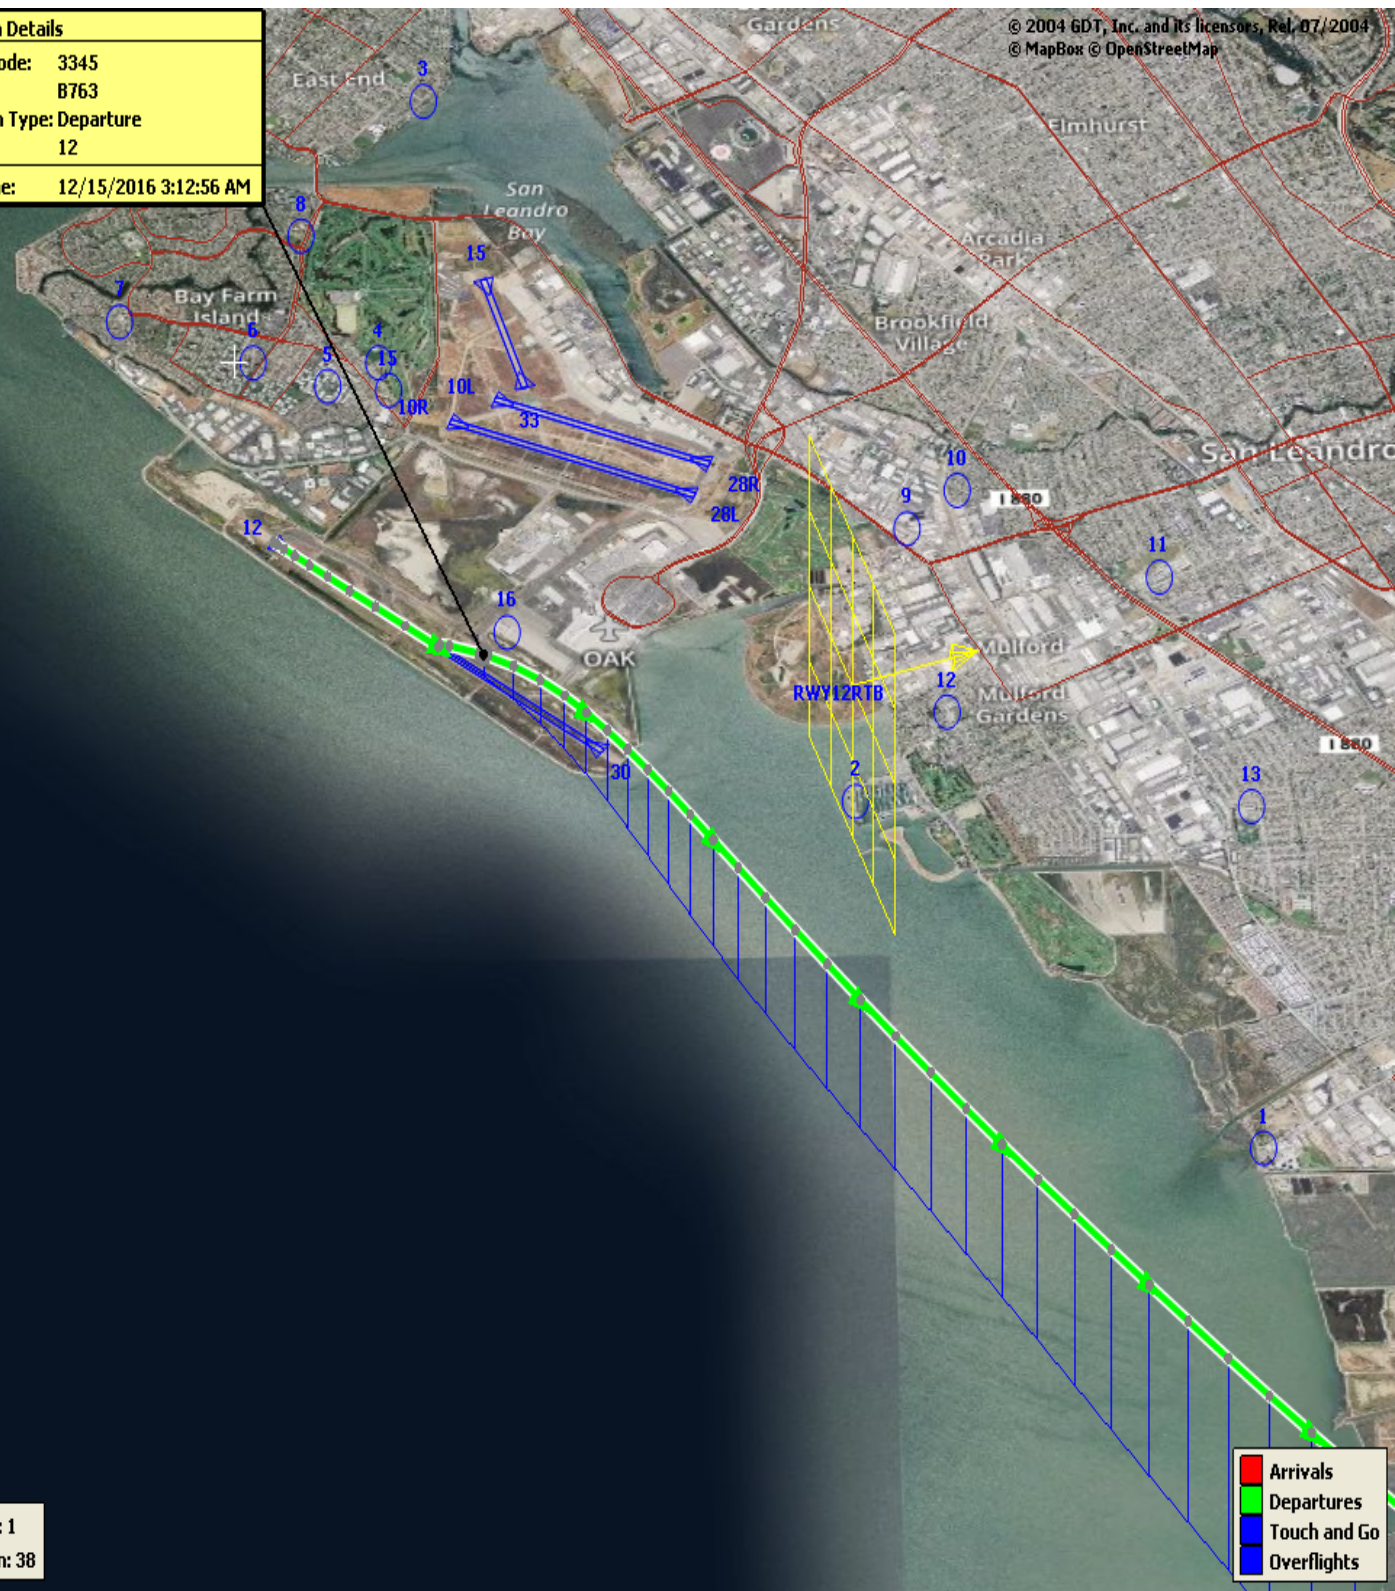 Details
ode: 3345
B763
Type: Departure
12
e: 12/15/2016 3:12:56 AM
Gardens
© 2004 GDT, Inc. and its licensors, Rel. 07/2004
© MapBox © OpenStreetMap
East End
3
Elmhurst
San
Leandro
Bay
8
15
Arcadia
Park
7
Bay Farm
Island
Brookfield
Village
6
5
4
15
10R
10L
33
San Leandro
28R
28L
10
I 880
9
12
11
16
OAK
Mulford
RWY12RTB
12
Mulford
Gardens
I 880
30
2
13
1
Arrivals
Departures
Touch and Go
Overflights
: 1
n: 38